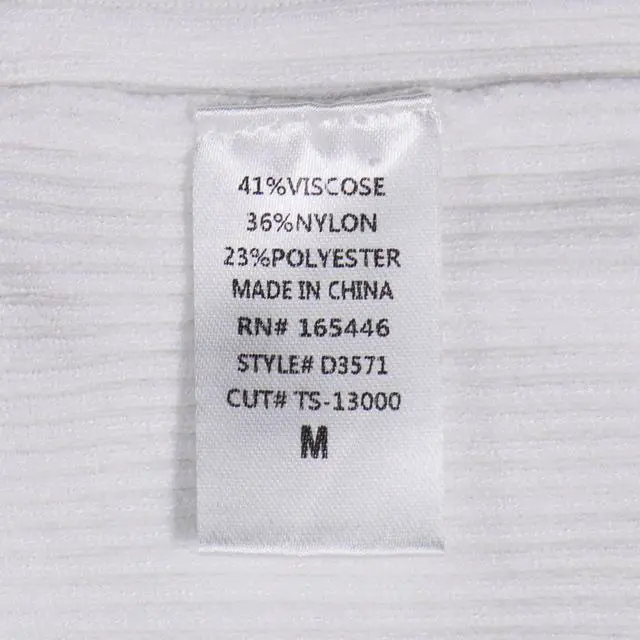 41%VISCOSE
36%NYLON
23%POLYESTER
MADE IN CHINA
RN# 165446
STYLE# D3571
CUT# TS-13000
M